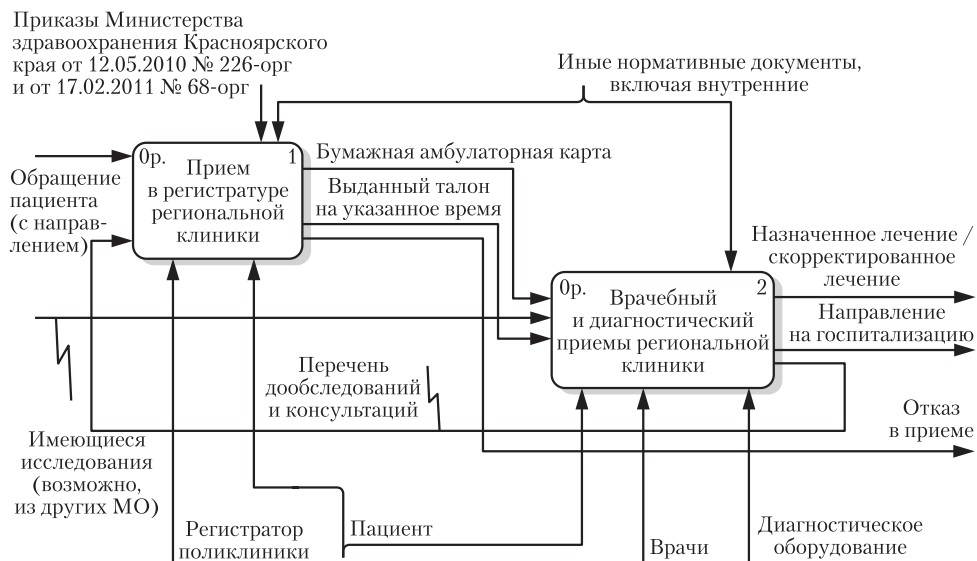 Приказы Министерства
здравоохранения Красноярского
края от 12.05.2010 № 226-орг
и от 17.02.2011 № 68-орг
Иные нормативные документы,
включая внутренние
0р.
1
Прием
в регистратуре
региональной
клиники
Обращение
пациента
(с направ-
лением)
Бумажная амбулаторная карта
Выданный талон
на указанное время
0р.
2
Врачебный
и диагностический
приемы региональной
клиники
Назначенное лечение /
скорректированное
лечение
Направление
на госпитализацию
Перечень
дообследований
и консультаций
Отказ
в приеме
Имеющиеся
исследования
(возможно,
из других МО)
Регистратор
поликлиники
Пациент
Врачи
Диагностическое
оборудование